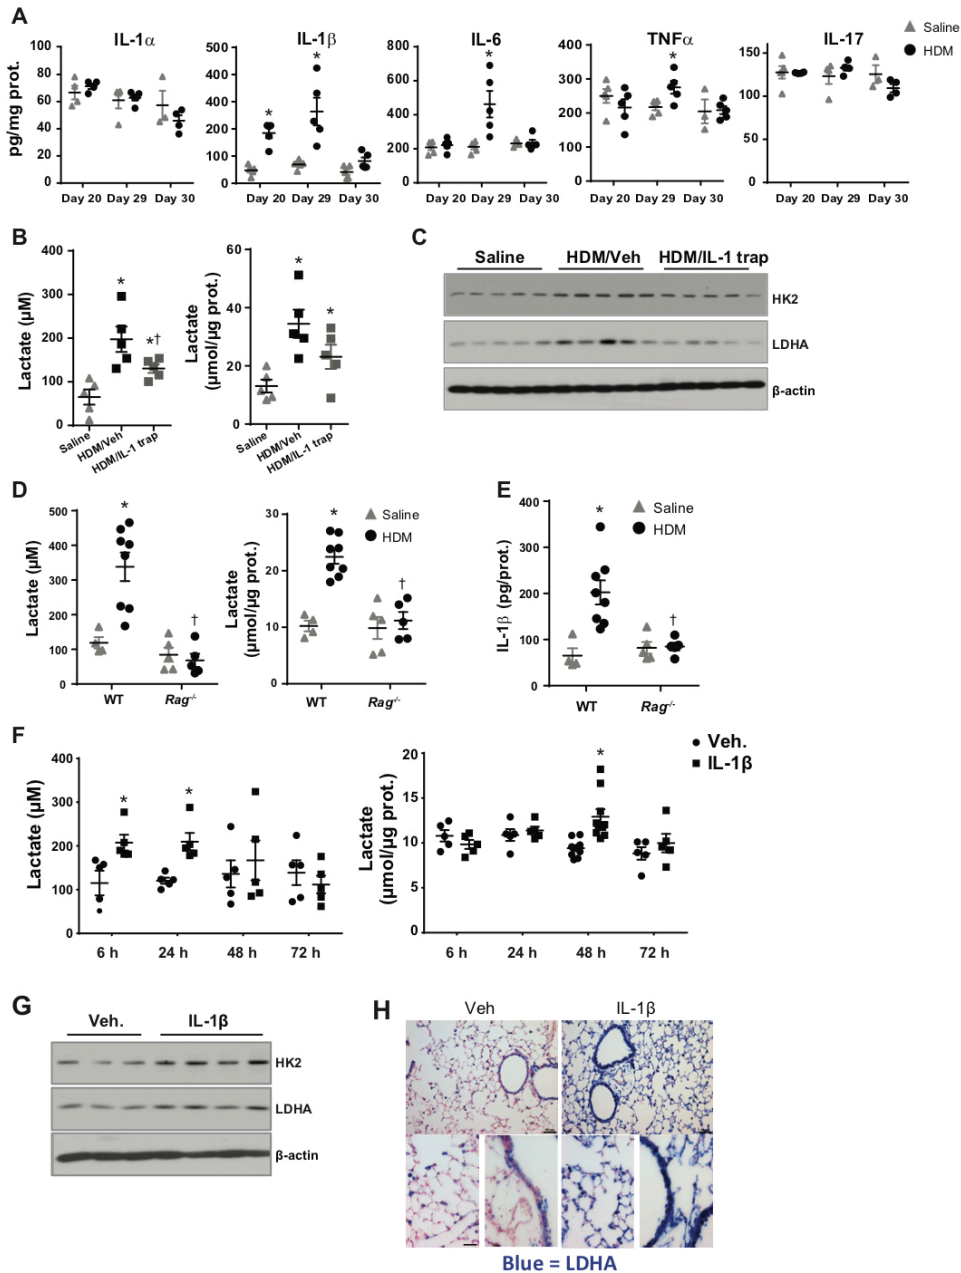 A
IL-1α
IL-1β
IL-6
TNFα
IL-17
Saline
HDM
pg/mg prot.
100
80
60
40
20
0
Day 20 Day 29 Day 30
500
400
300
200
100
0
Day 20 Day 29 Day 30
*
*
800
600
400
200
0
Day 20 Day 29 Day 30
*
400
300
200
100
0
Day 20 Day 29 Day 30
*
150
100
50
0
Day 20 Day 29 Day 30
B
Lactate (µM)
400
300
200
100
0
*
*†
Saline
HDM/Veh
HDM/IL-1 trap
Lactate
(µmol/µg prot.)
60
40
20
0
*
*
Saline
HDM/Veh
HDM/IL-1 trap
C
Saline HDM/Veh HDM/IL-1 trap
HK2
LDHA
β-actin
D
Lactate (µM)
500
400
300
200
100
0
*
†
WT Rag-/-
Lactate
(µmol/µg prot.)
30
20
10
0
*
†
WT Rag-/-
Saline
HDM
E
IL-1β (pg/prot.)
400
300
200
100
0
*
†
WT Rag-/-
Saline
HDM
F
Lactate (µM)
400
300
200
100
0
*
*
6 h 24 h 48 h 72 h
Lactate
(µmol/µg prot.)
20
15
10
5
0
*
6 h 24 h 48 h 72 h
Veh.
IL-1β
G
Veh. IL-1β
HK2
LDHA
β-actin
H
Veh IL-1β
Blue = LDHA